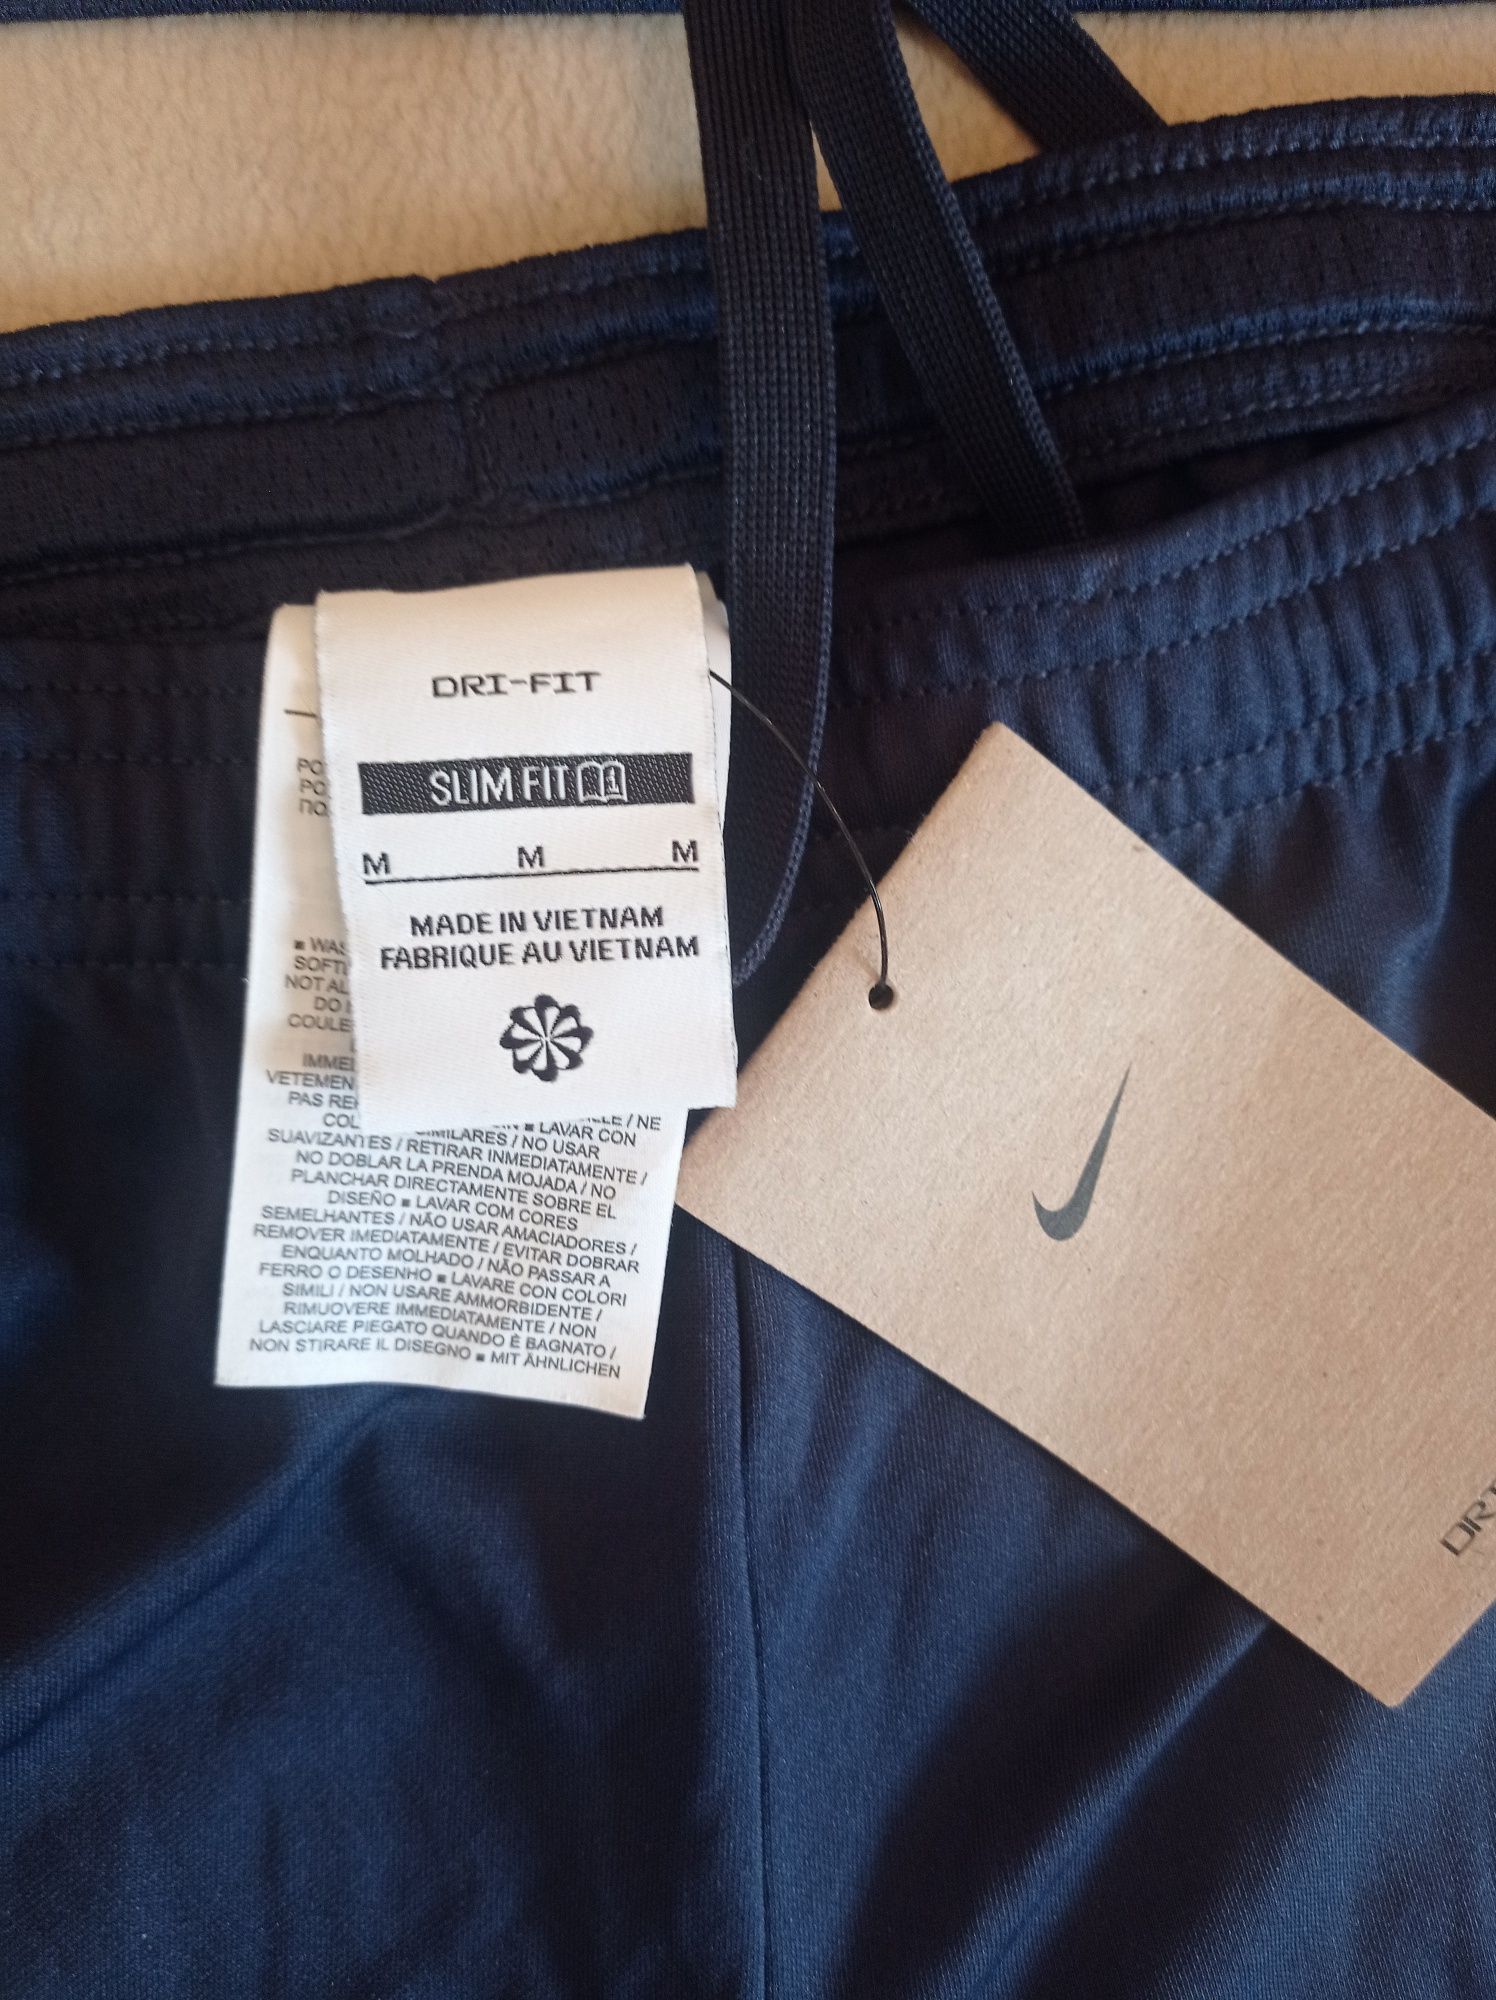 DRI-FIT
SLIM FIT 1
M M M
MADE IN VIETNAM
FABRIQUE AU VIETNAM
SUAVIZANTES / RETIRAR INMEDIATAMENTE /
NO DOBLAR LA PRENDA MOJADA / NO
PLANCHAR DIRECTAMENTE SOBRE EL
DISEÑO ▪ LAVAR COM CORES
SEMELHANTES / NÃO USAR AMACIADORES /
REMOVER IMEDIATAMENTE / EVITAR DOBRAR
ENQUANTO MOLHADO / NÃO PASSAR A
FERRO O DESENHO ▪ LAVARE CON COLORI
SIMILI / NON USARE AMMORBIDENTE /
RIMUOVERE IMMEDIATAMENTE / NON
LASCIARE PIEGATO QUANDO È BAGNATO /
NON STIRARE IL DISEGNO ▪ MIT ÄHNLICHEN